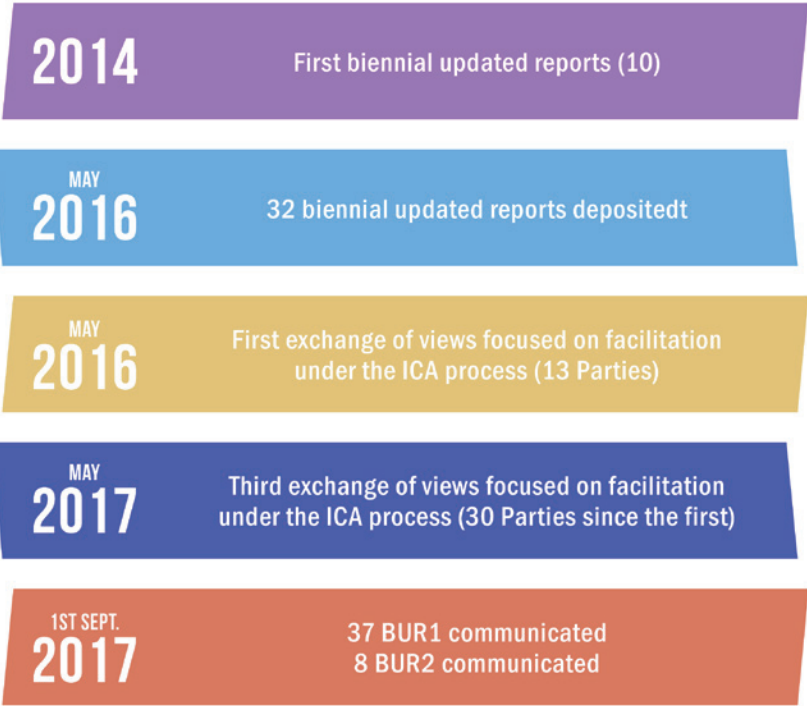 2014
First biennial updated reports (10)
MAY
2016
32 biennial updated reports depositedt
MAY
2016
First exchange of views focused on facilitation
under the ICA process (13 Parties)
MAY
2017
Third exchange of views focused on facilitation
under the ICA process (30 Parties since the first)
1ST SEPT.
2017
37 BUR1 communicated
8 BUR2 communicated